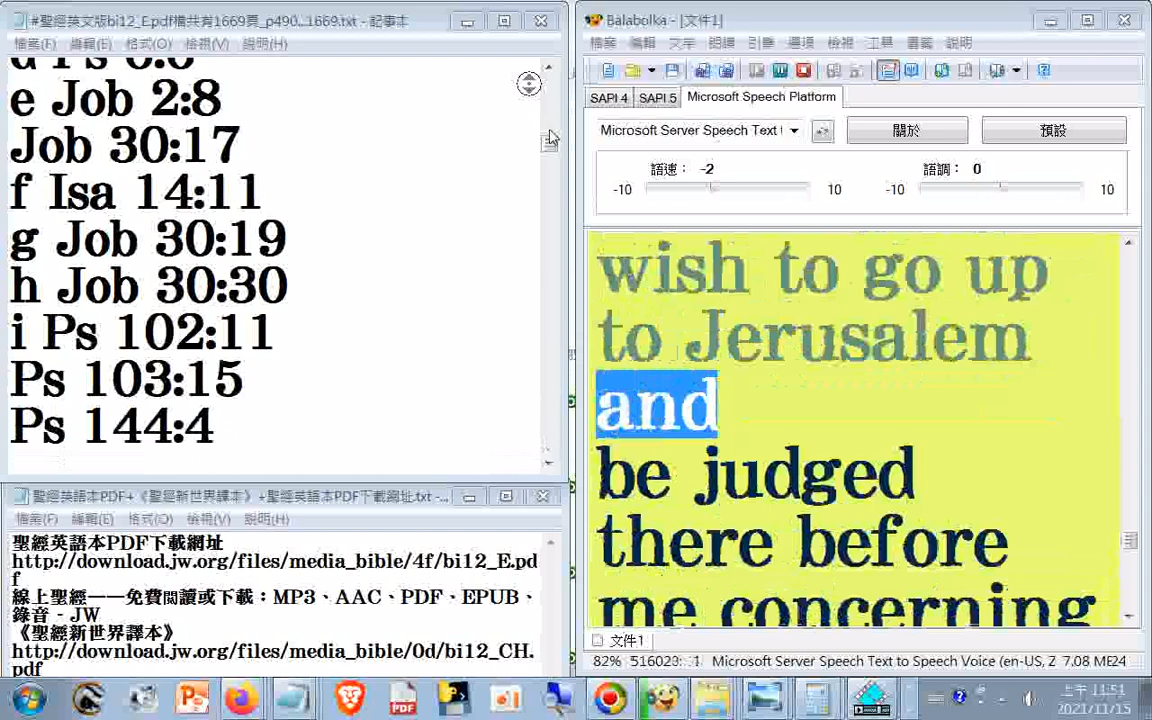 #聖經英文版bi12_E.pdf檔共有1669頁_p490...1669.txt - 記事本
檔案(F) 編輯(E) 格式(O) 檢視(V) 說明(H)
e Job 2:8
Job 30:17
f Isa 14:11
g Job 30:19
h Job 30:30
i Ps 102:11
Ps 103:15
Ps 144:4
聖經英語本PDF+《聖經新世界譯本》+聖經英語本PDF下載網址.txt - ...
檔案(F) 編輯(E) 格式(O) 檢視(V) 說明(H)
聖經英語本PDF下載網址
http://download.jw.org/files/media_bible/4f/bi12_E.pd
f
線上聖經——免費閱讀或下載：MP3、AAC、PDF、EPUB、
錄音 - JW
《聖經新世界譯本》
http://download.jw.org/files/media_bible/0d/bi12_CH.
pdf
Balabolka - [文件1]
檔案 編輯 文字 朗讀 引擎 選項 檢視 工具 書籤 說明
SAPI 4 SAPI 5 Microsoft Speech Platform
Microsoft Server Speech Text 關於 預設
語速： -2 語調： 0
-10 10 -10 10
wish to go up
to Jerusalem
and
be judged
there before
me concerning
文件1
82% Microsoft Server Speech Text to Speech Voice (en-US, Z 7.08 ME24
上午 11:51
2021/11/15